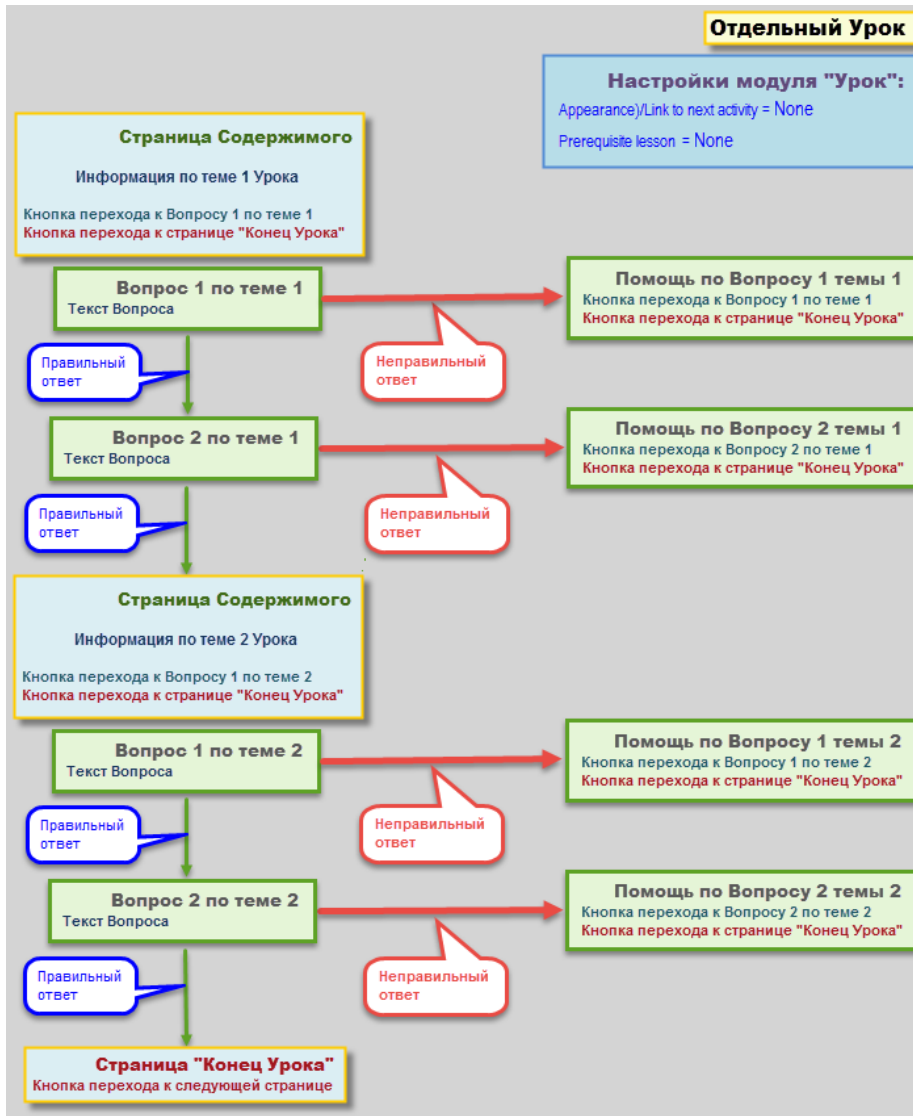 Отдельный Урок
Настройки модуля "Урок":
Appearance)/Link to next activity = None
Prerequisite lesson = None
Страница Содержимого
Информация по теме 1 Урока
Кнопка перехода к Вопросу 1 по теме 1
Кнопка перехода к странице "Конец Урока"
Вопрос 1 по теме 1
Текст Вопроса
Помощь по Вопросу 1 темы 1
Кнопка перехода к Вопросу 1 по теме 1
Кнопка перехода к странице "Конец Урока"
Правильный
ответ
Неправильный
ответ
Вопрос 2 по теме 1
Текст Вопроса
Помощь по Вопросу 2 темы 1
Кнопка перехода к Вопросу 2 по теме 1
Кнопка перехода к странице "Конец Урока"
Правильный
ответ
Неправильный
ответ
Страница Содержимого
Информация по теме 2 Урока
Кнопка перехода к Вопросу 1 по теме 2
Кнопка перехода к странице "Конец Урока"
Вопрос 1 по теме 2
Текст Вопроса
Помощь по Вопросу 1 темы 2
Кнопка перехода к Вопросу 1 по теме 2
Кнопка перехода к странице "Конец Урока"
Правильный
ответ
Неправильный
ответ
Вопрос 2 по теме 2
Текст Вопроса
Помощь по Вопросу 2 темы 2
Кнопка перехода к Вопросу 2 по теме 2
Кнопка перехода к странице "Конец Урока"
Правильный
ответ
Неправильный
ответ
Страница "Конец Урока"
Кнопка перехода к следующей странице